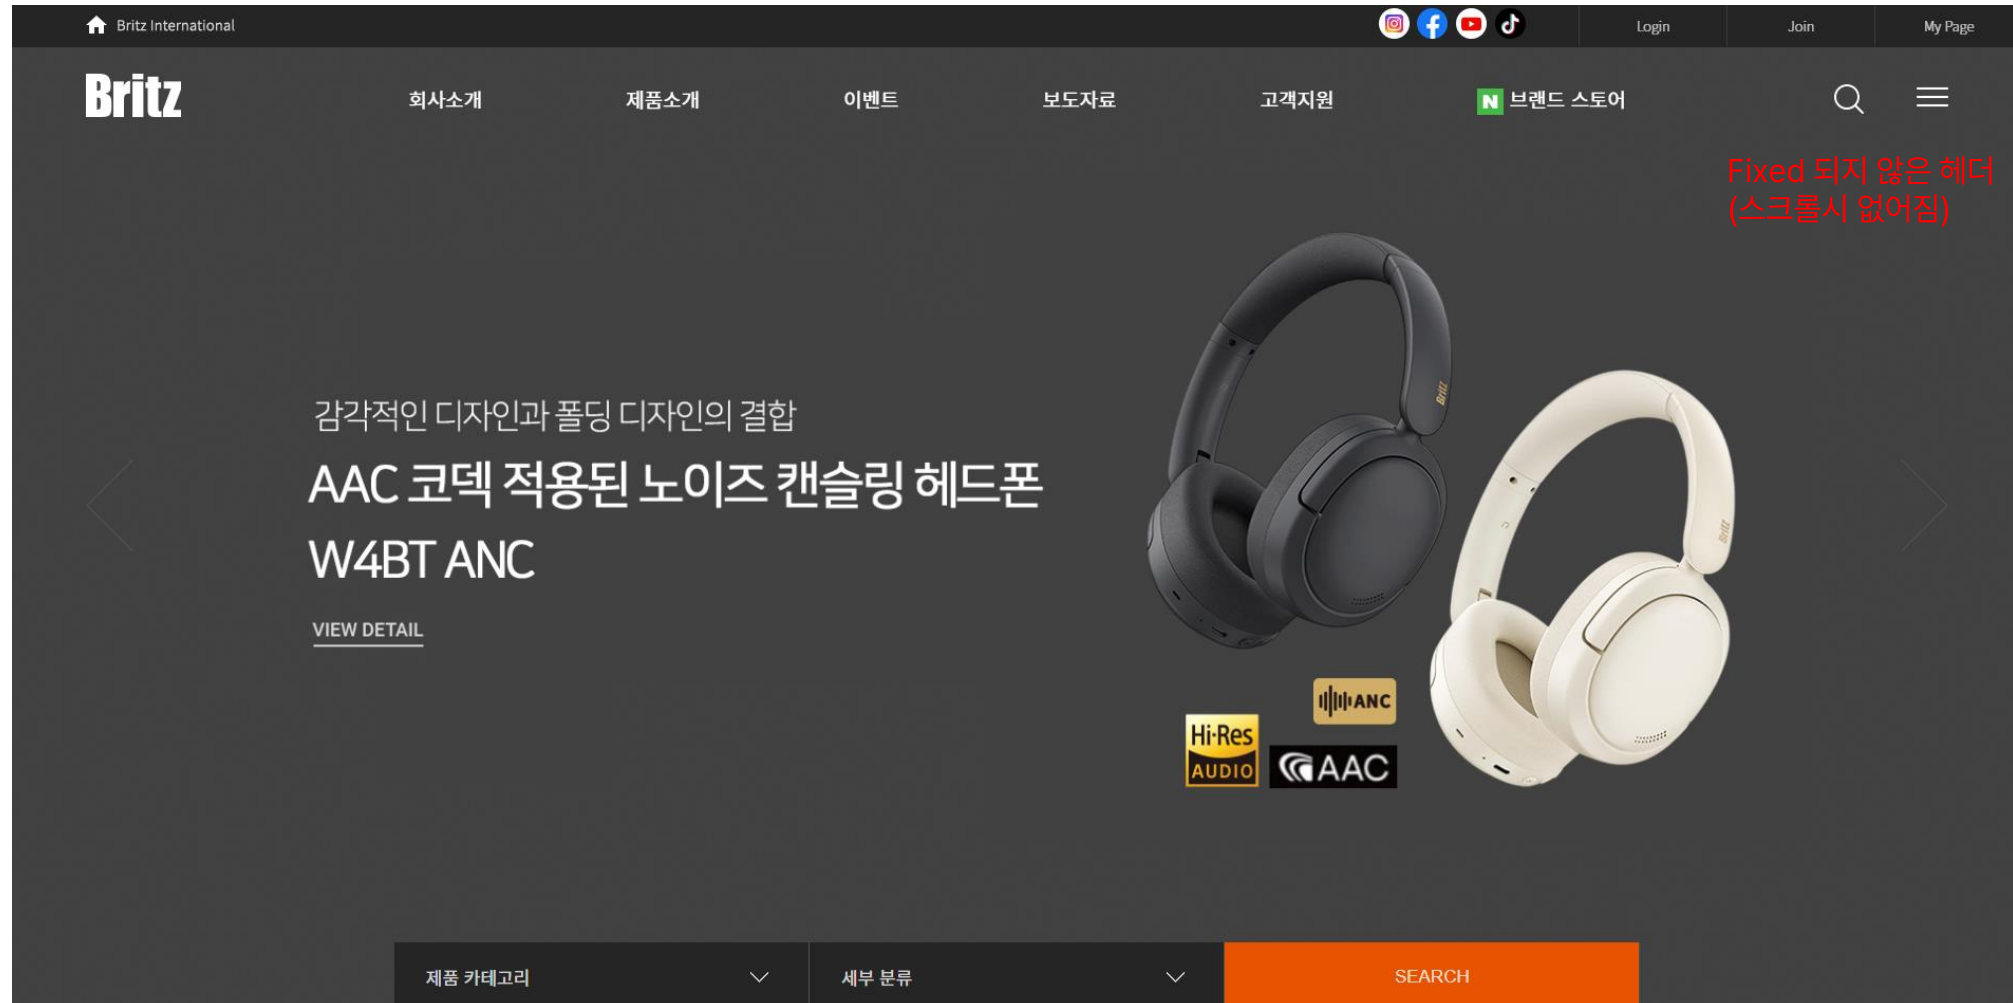 Britz International
Login
Join
My Page
Britz
회사소개
제품소개
이벤트
보도자료
고객지원
N 브랜드 스토어
Fixed 되지 않은 헤더
(스크롤시 없어짐)
감각적인 디자인과 폴딩 디자인의 결합
AAC 코덱 적용된 노이즈 캔슬링 헤드폰
W4BT ANC
VIEW DETAIL
Britz
Britz
ANC
Hi-Res
AUDIO
AAC
제품 카테고리
세부 분류
SEARCH